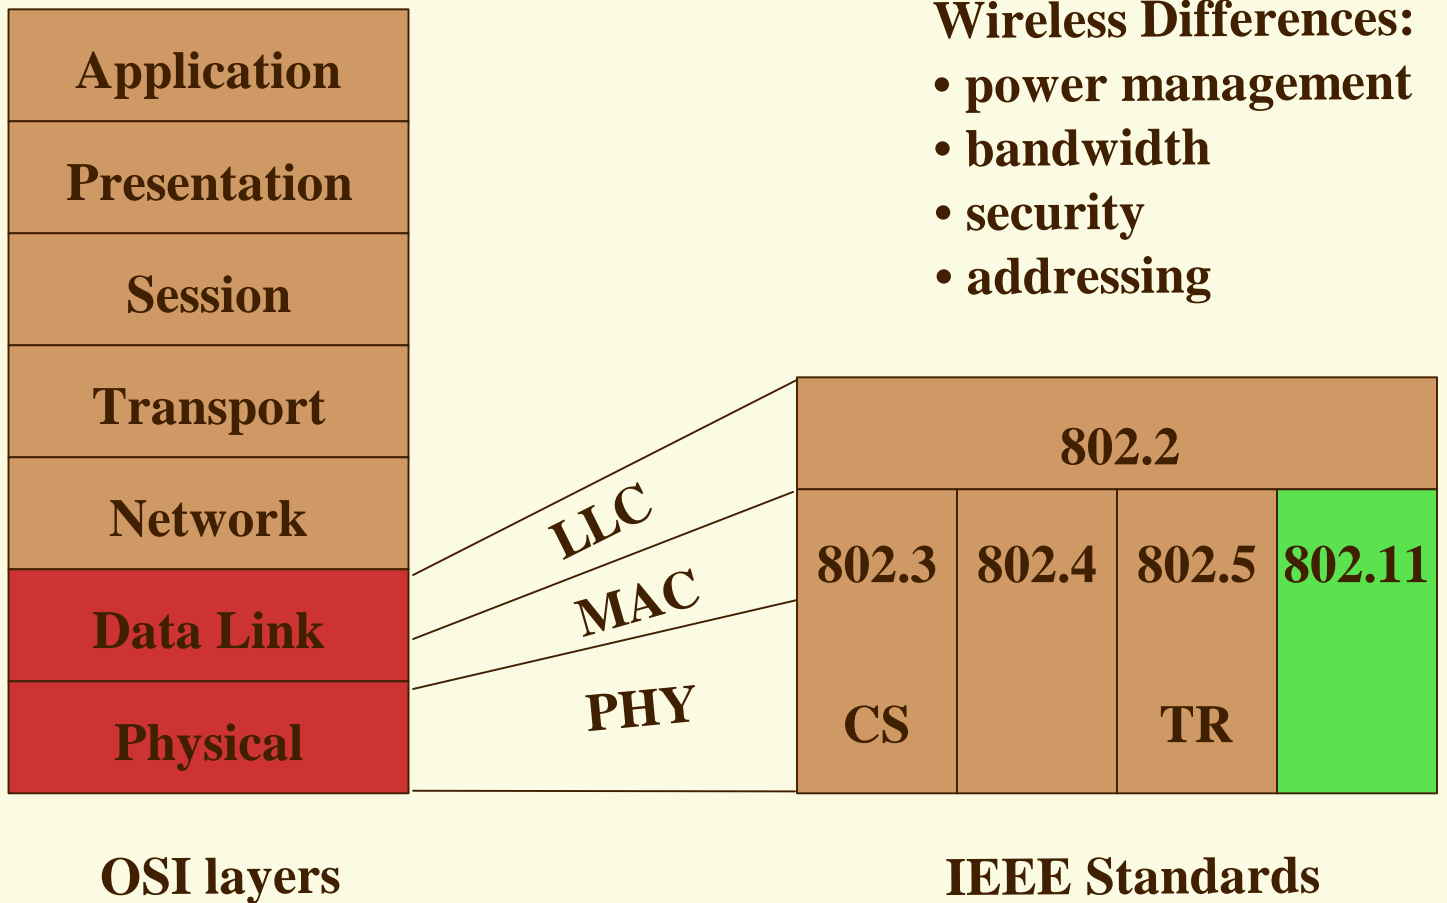 Application
Presentation
Session
Transport
Network
Data Link
Physical
OSI layers
LLC
MAC
PHY
Wireless Differences:
• power management
• bandwidth
• security
• addressing
802.2
802.3 802.4 802.5 802.11
CS TR
IEEE Standards